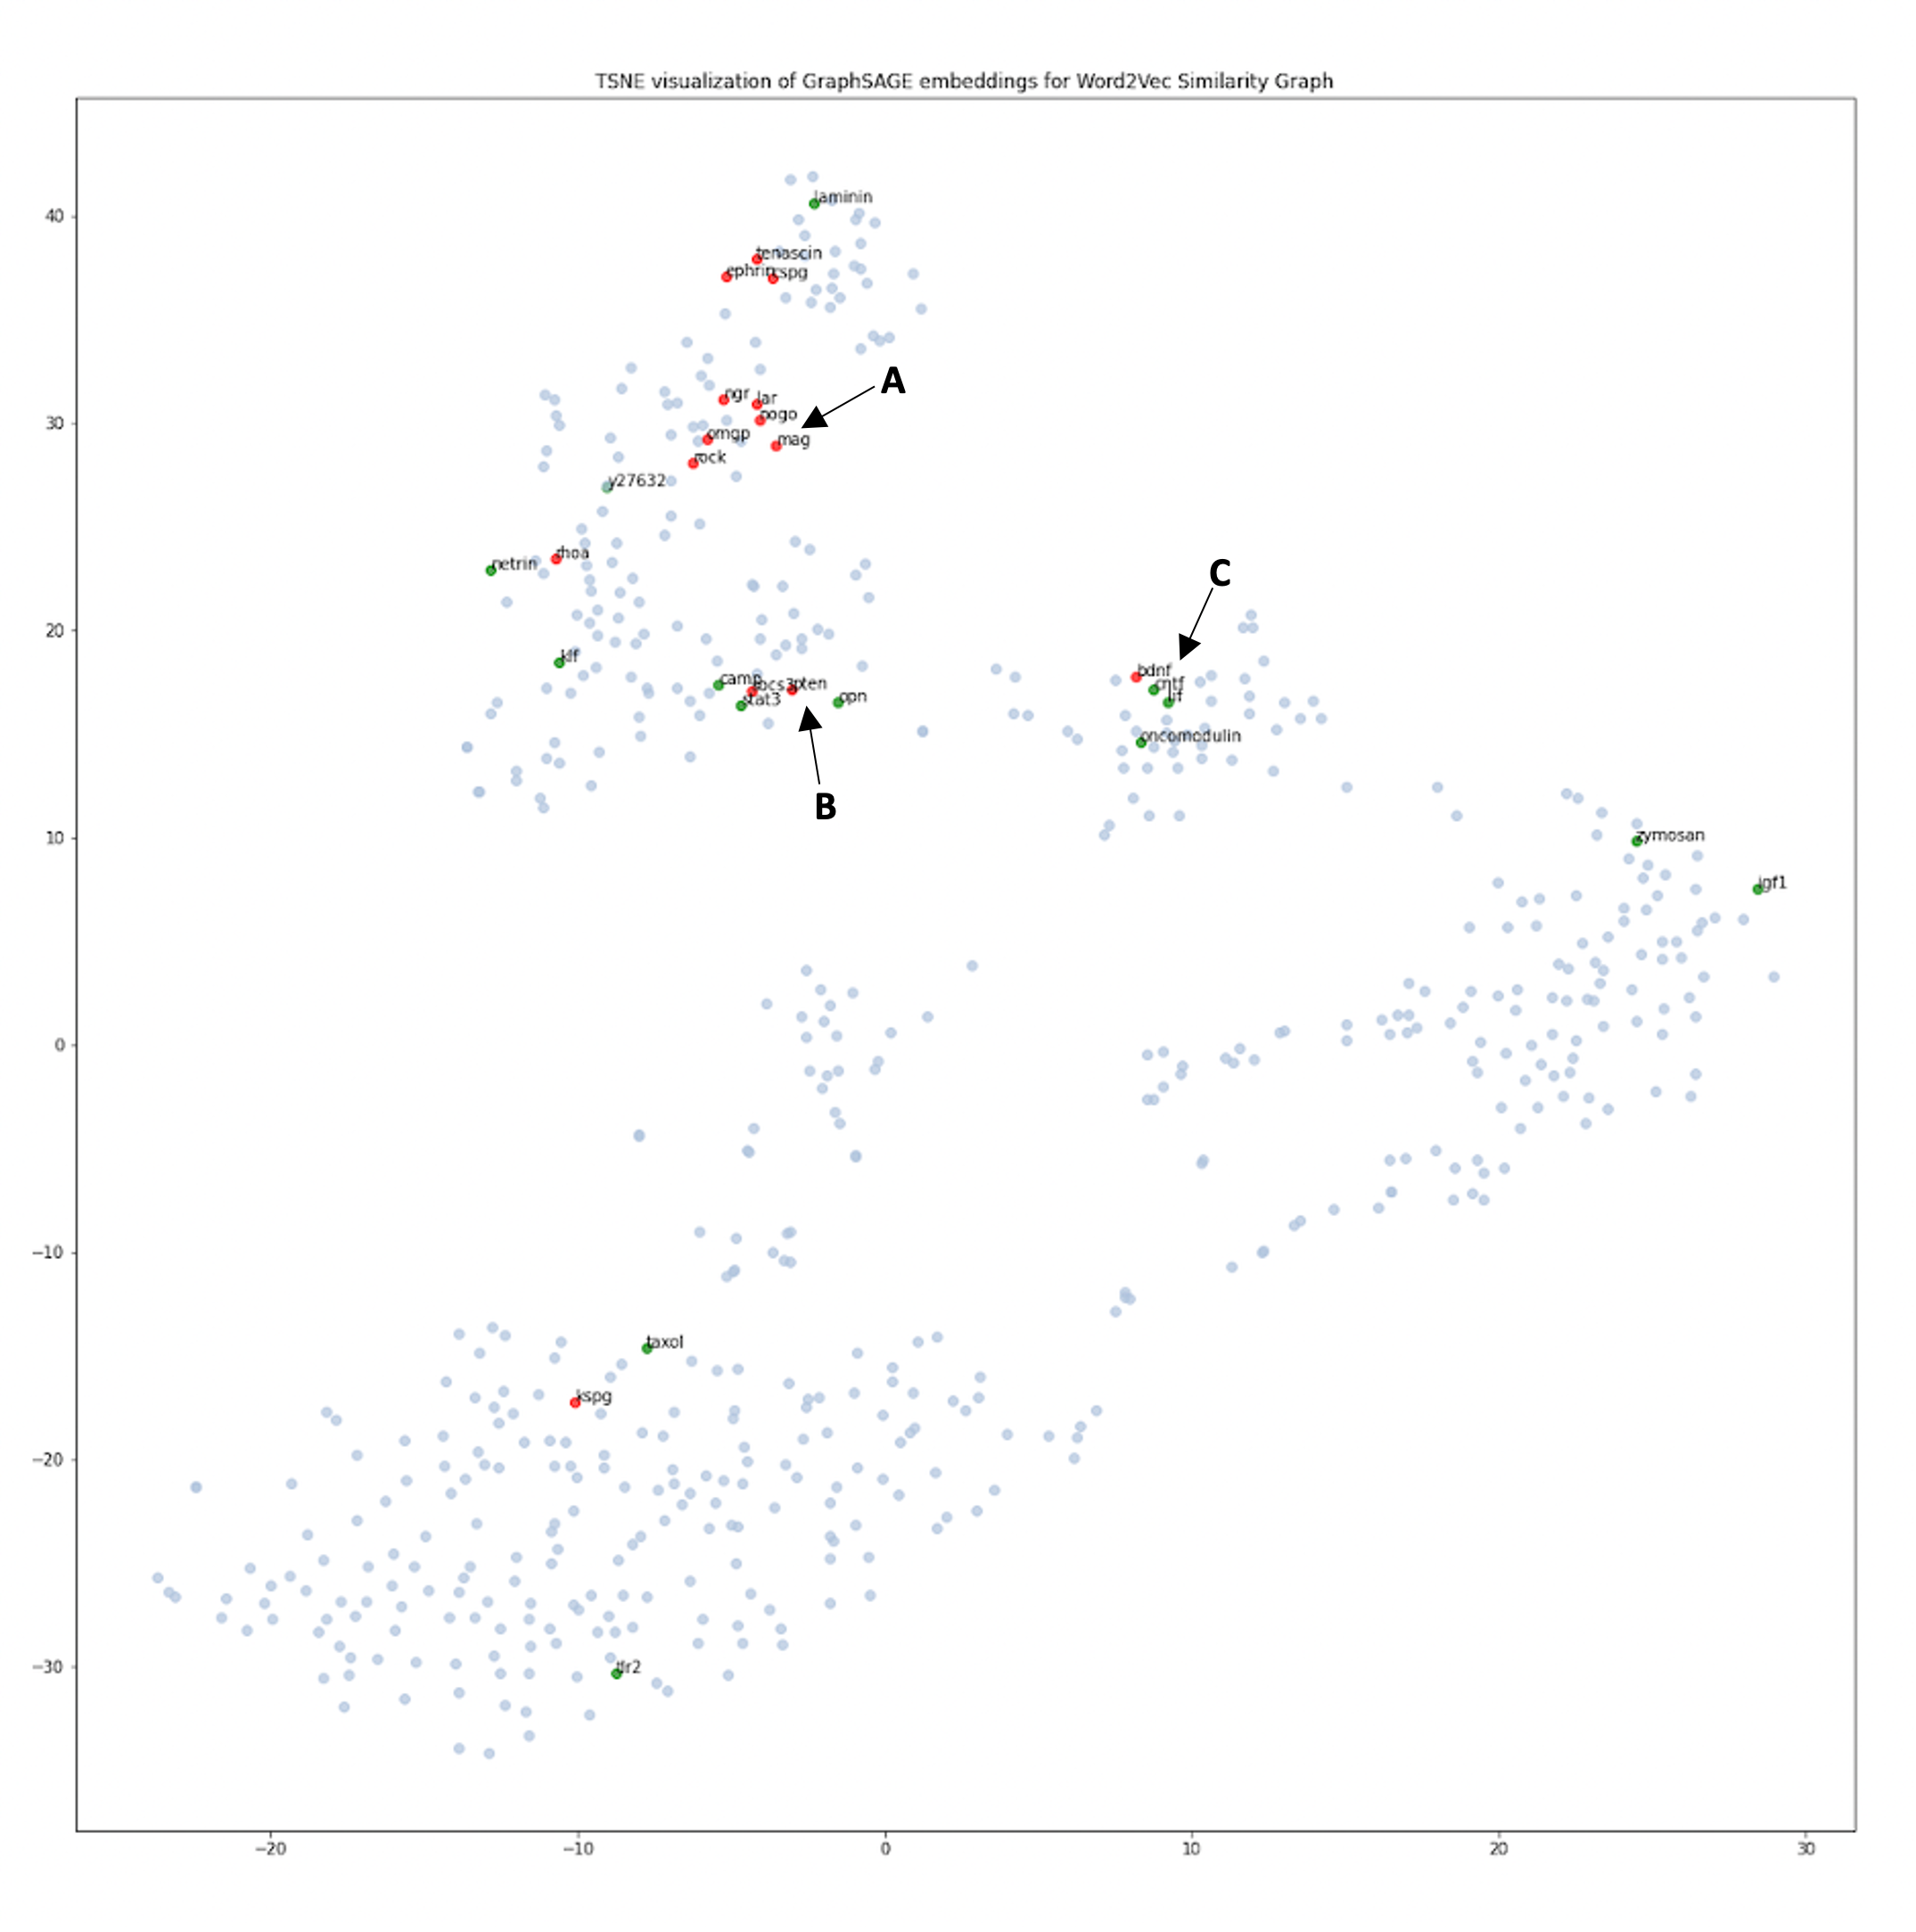 TSNE visualization of GraphSAGE embeddings for Word2Vec Similarity Graph
40
laminin
tenascin
ephrin
cspg
A
30
ngr
lar
nogo
omgp
mag
rock
y27632
rhoa
netrin
C
20
klf
bdnf
camp
socs3
pten
cntf
stat3
opn
lif
oncomodulin
B
10
zymosan
igf1
0
−10
taxol
kspg
−20
−30
tlr2
−20
−10
0
10
20
30